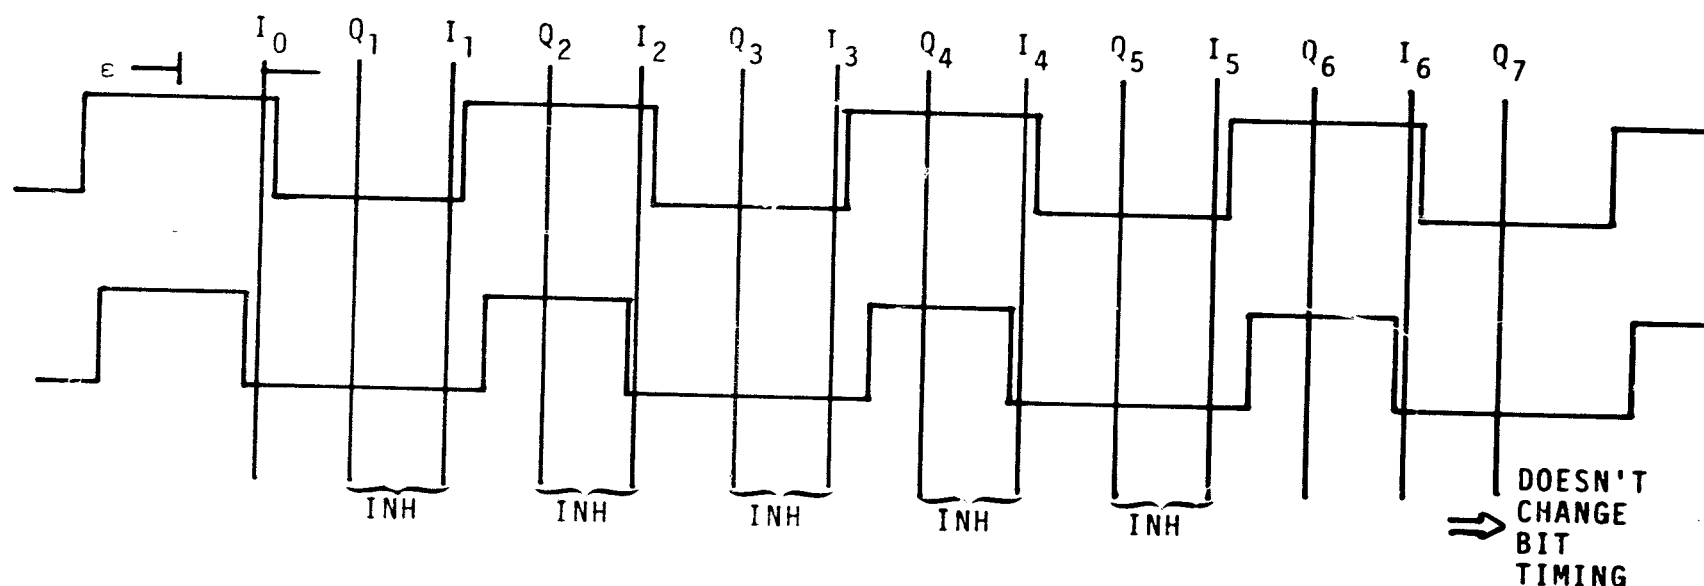 I0 Q1 I1 Q2 I2 Q3 I3 Q4 I4 Q5 I5 Q6 I6 Q7
ε
INH INH INH INH INH
DOESN'T
CHANGE
BIT
TIMING